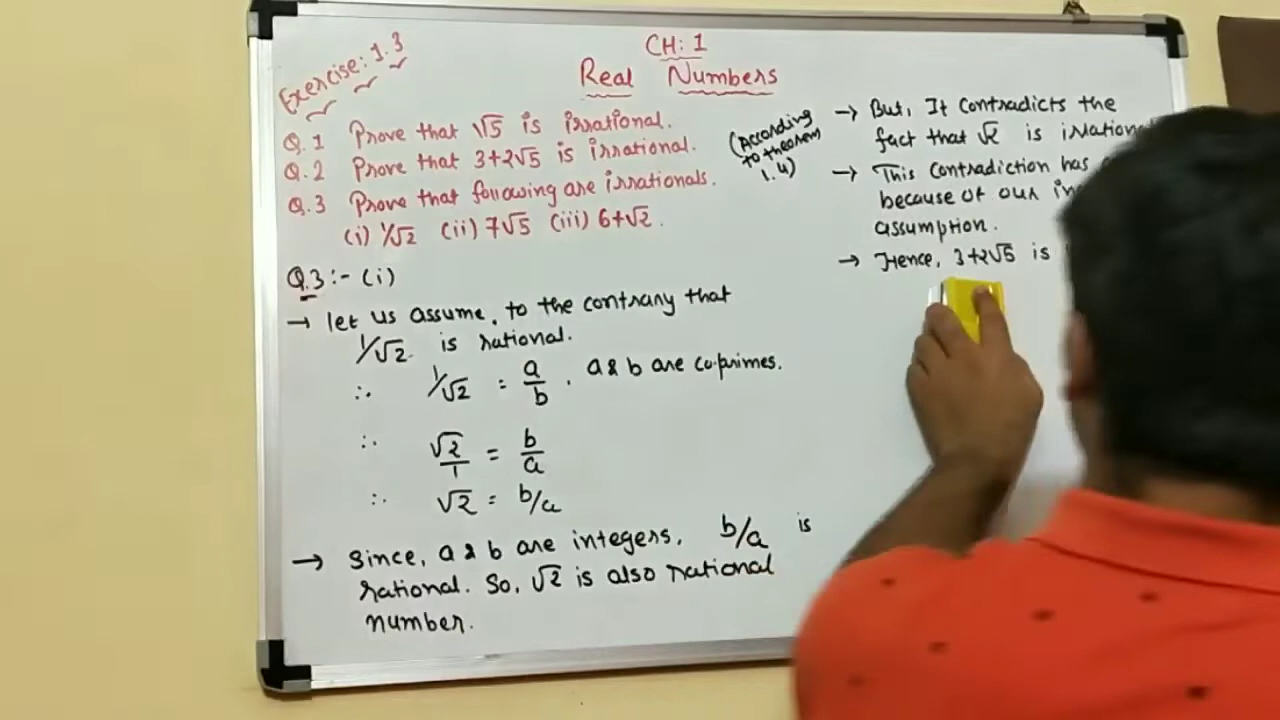 Exercise: 1.3
CH: 1
Real Numbers
Q.1 Prove that √5 is irrational.
Q.2 Prove that 3+2√5 is irrational.
Q.3 Prove that following are irrationals.
(i) 1/√2 (ii) 7√5 (iii) 6+√2.
Q.3:- (i)
→ let us assume, to the contrary that
1/√2 is rational.
∴ 1/√2 = a/b . a & b are co-primes.
∴ √2/1 = b/a
∴ √2 = b/a
→ Since, a & b are integers, b/a is
rational. So, √2 is also rational
number.
(According
to theorem
1.4)
→ But, It contradicts the
fact that √2 is
→ This contradiction has
because of our
assumption.
→ Hence, 3+2√5 is